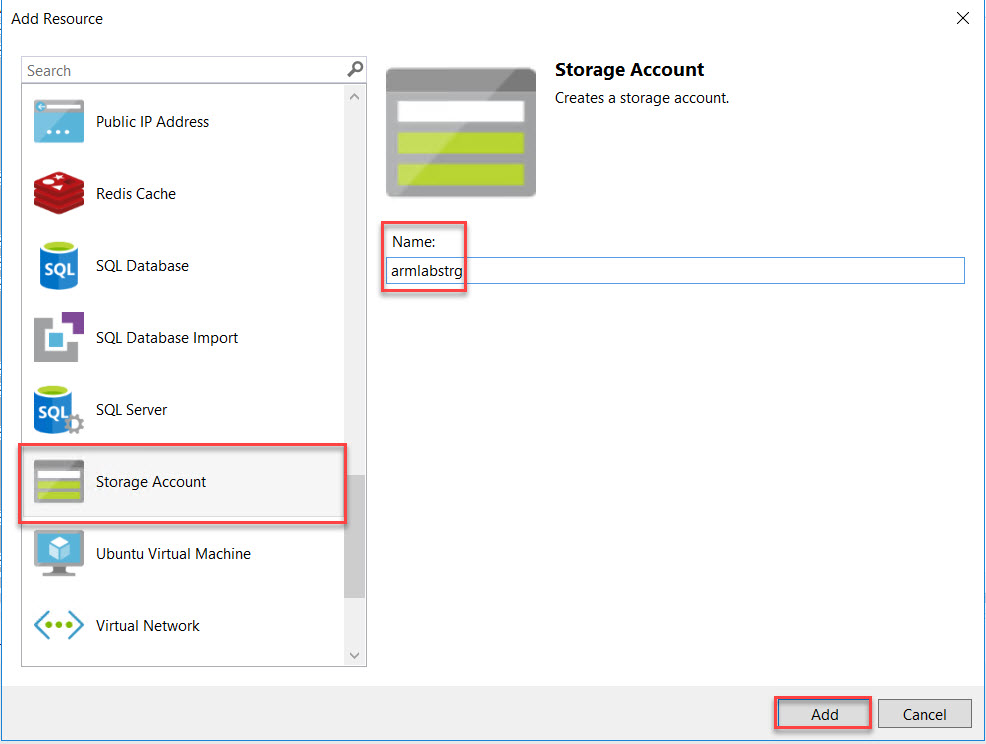 Add Resource
Search
Public IP Address
Redis Cache
SQL
SQL Database
SQL Database Import
SQL
SQL Server
Storage Account
Ubuntu Virtual Machine
Virtual Network
Storage Account
Creates a storage account.
Name:
armlabstrg
Add
Cancel